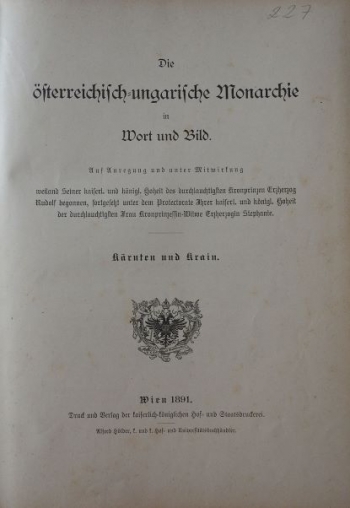 227
Die
österreichisch-ungarische Monarchie
in
Wort und Bild.
Auf Anregung und unter Mitwirkung
weiland Seiner kaiserl. und königl. Hoheit des durchlauchtigsten Kronprinzen Erzherzog
Rudolf begonnen, fortgesetzt unter dem Protectorate Ihrer kaiserl. und königl. Hoheit
der durchlauchtigsten Frau Kronprinzessin-Witwe Erzherzogin Stephanie.
Kärnten und Krain.
Wien 1891.
Druck und Verlag der kaiserlich-königlichen Hof- und Staatsdruckerei.
Alfred Hölder, k. und k. Hof- und Universitätsbuchhändler.